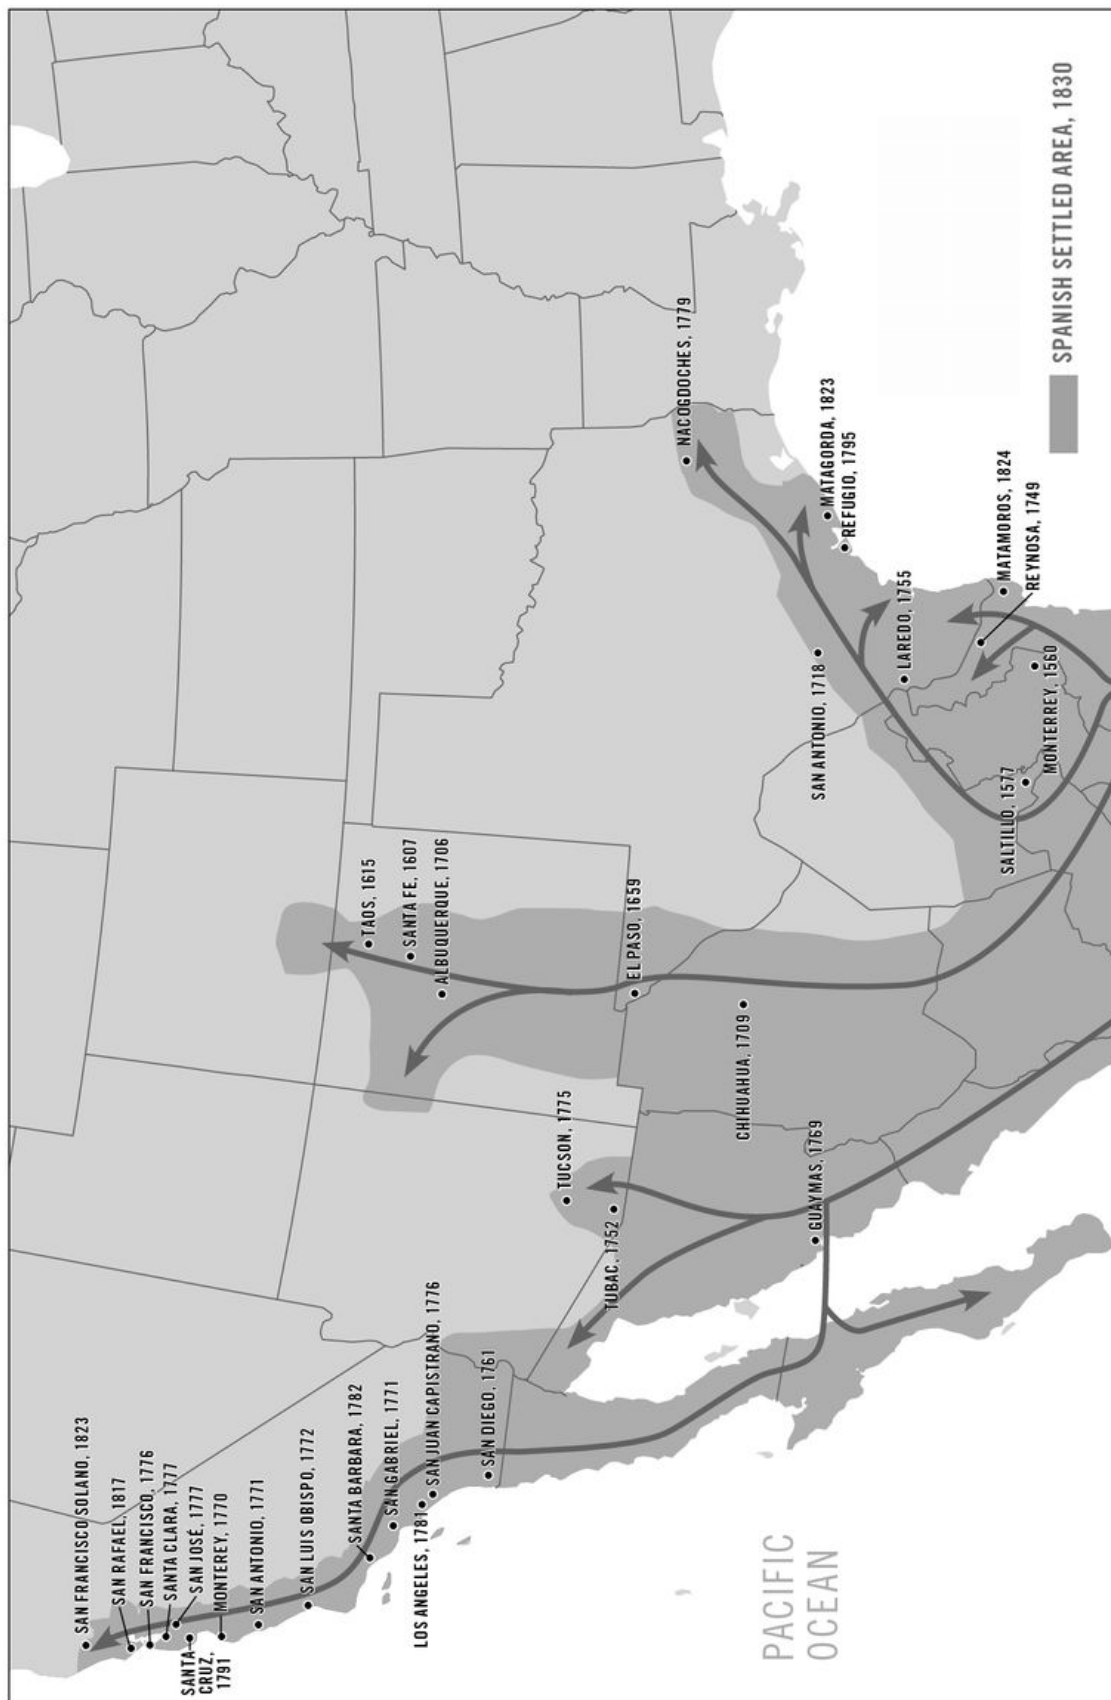 SAN FRANCISCO SOLANO, 1823
SAN RAFAEL, 1817
SAN FRANCISCO, 1776
SANTA CLARA, 1777
SAN JOSÉ, 1777
SANTA
CRUZ,
1791
MONTEREY, 1770
SAN ANTONIO, 1771
SAN LUIS OBISPO, 1772
SANTA BARBARA, 1782
SAN GABRIEL, 1771
LOS ANGELES, 1781
SAN JUAN CAPISTRANO, 1776
SAN DIEGO, 1761
TUCSON, 1775
TUBAC, 1752
GUAYMAS, 1769
CHIHUAHUA, 1709
TAOS, 1615
SANTA FE, 1607
ALBUQUERQUE, 1706
EL PASO, 1659
SAN ANTONIO, 1718
NACOGDOCHES, 1779
MATAGORDA, 1823
REFUGIO, 1795
LAREDO, 1755
MATAMOROS, 1824
REYNOSA, 1749
MONTERREY, 1560
SALTILLO, 1577
PACIFIC
OCEAN
SPANISH SETTLED AREA, 1830